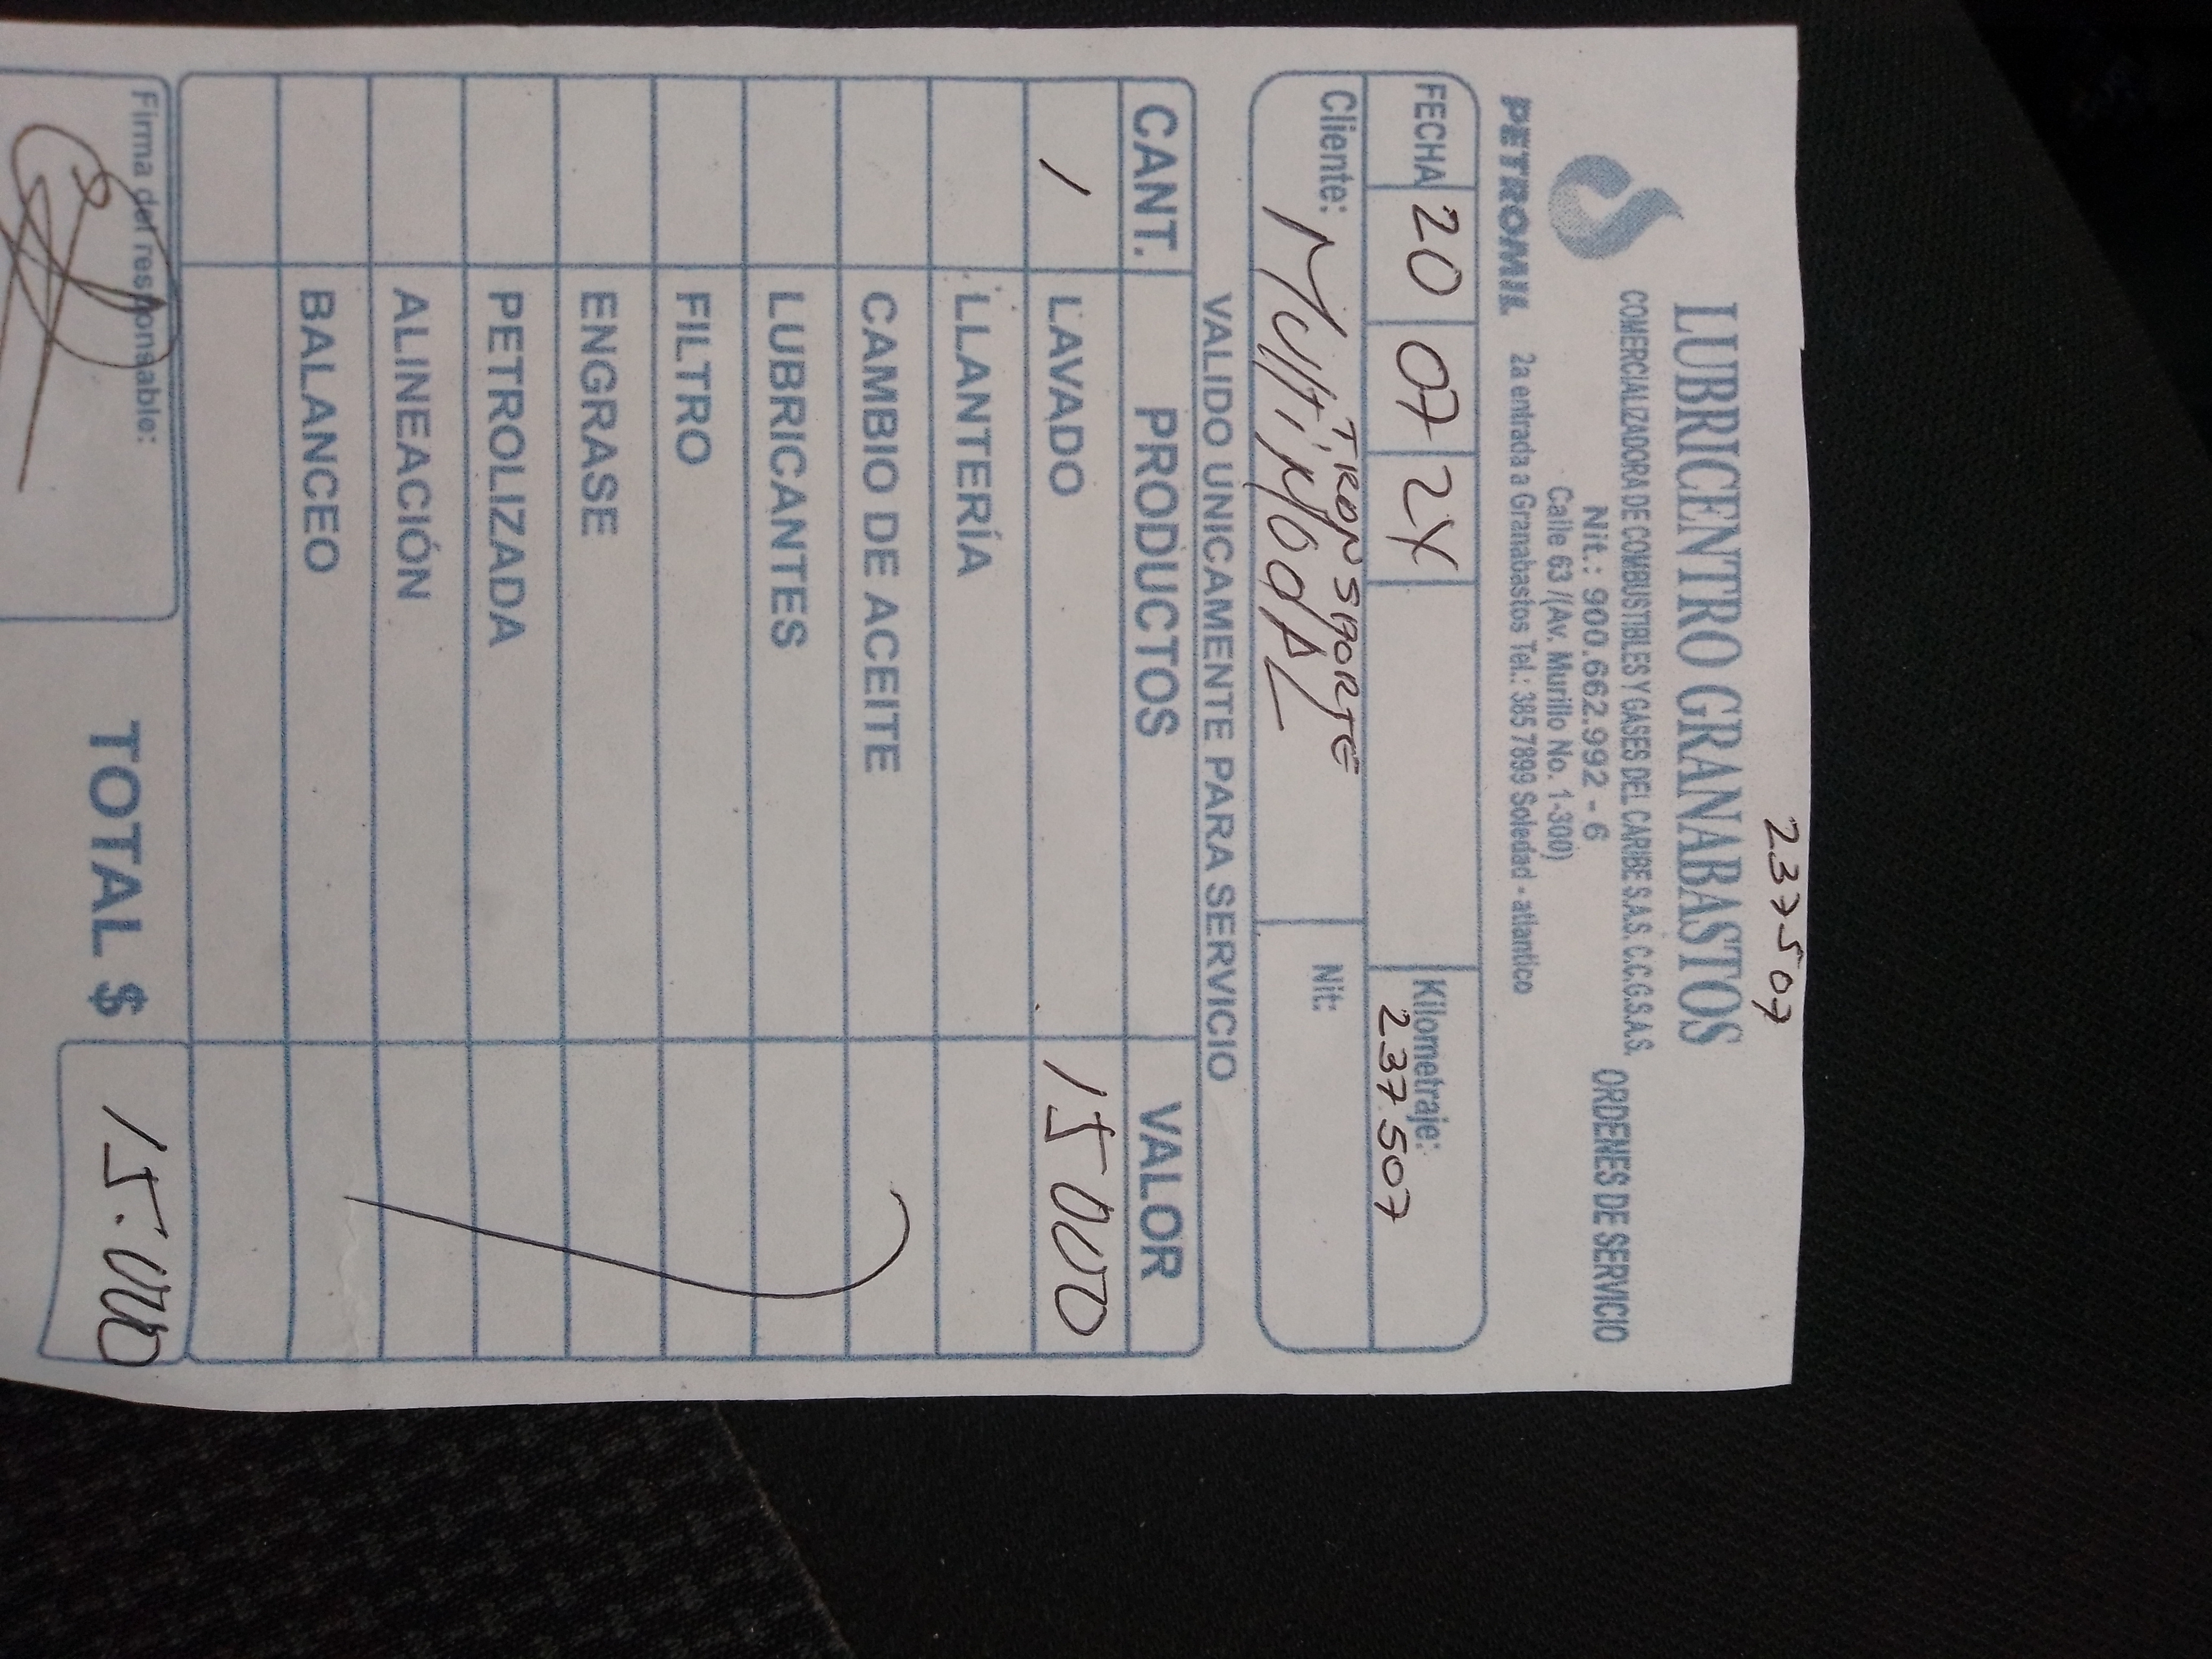 237507
LUBRICENTRO GRANABASTOS
COMERCIALIZADORA DE COMBUSTIBLES Y GASES DEL CARIBE S.A.S. C.C.G.S.A.S.
Nit.: 900.662.992 - 6
ORDENES DE SERVICIO
Calle 63 /(Av. Murillo No. 1-300)
PETROMIL 2a entrada a Granabastos Tel.: 385 7899 Soledad - atlantico
FECHA 20 07 24 Kilometraje: 237507
TRANSPORTE
Cliente: MultiModAL Nit:
VALIDO UNICAMENTE PARA SERVICIO
CANT. PRODUCTOS VALOR
1 LAVADO 15000
LLANTERÍA
CAMBIO DE ACEITE
LUBRICANTES
FILTRO
ENGRASE
PETROLIZADA
ALINEACIÓN
BALANCEO
Firma del responsable:
TOTAL $ 15.000